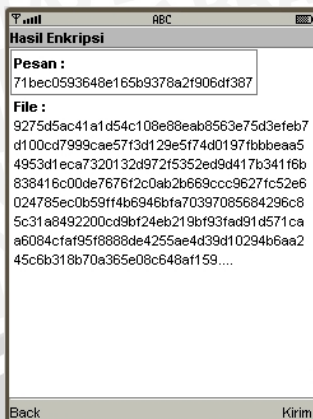 ABC
Hasil Enkripsi
Pesan :
71bec0593648e165b9378a2f906df387
File :
9275d5ac41a1d54c108e88eab8563e75d3efeb7
d100cd7999cae57f3d129e5f74d0197fbbbeaa5
4953d1eca7320132d972f5352ed9d417b341f6b
838416c00de7676f2c0ab2b669ccc9627fc52e6
024785ec0b59ff4b6946bfa70397085684296c8
5c31a8492200cd9bf24eb219bf93fad91d571ca
a6084cfaf95f8888de4255ae4d39d10294b6aa2
45c6b318b70a365e08c648af159....
Back
Kirim